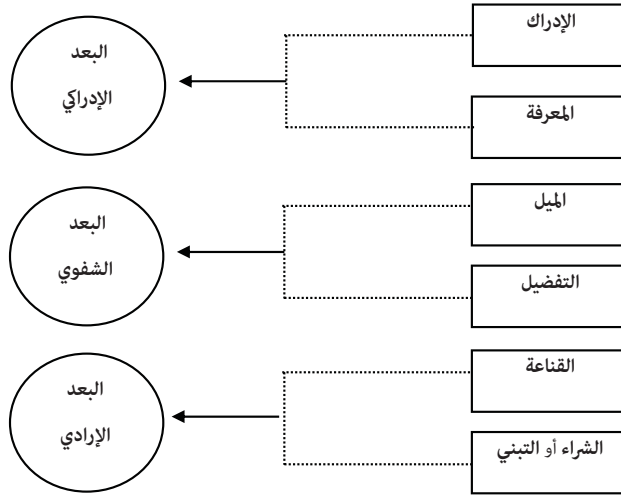 الإدراك
البعد
الإدراكي
المعرفة
الميل
البعد
الشفوي
التفضيل
القناعة
البعد
الإرادي
الشراء أو التبني